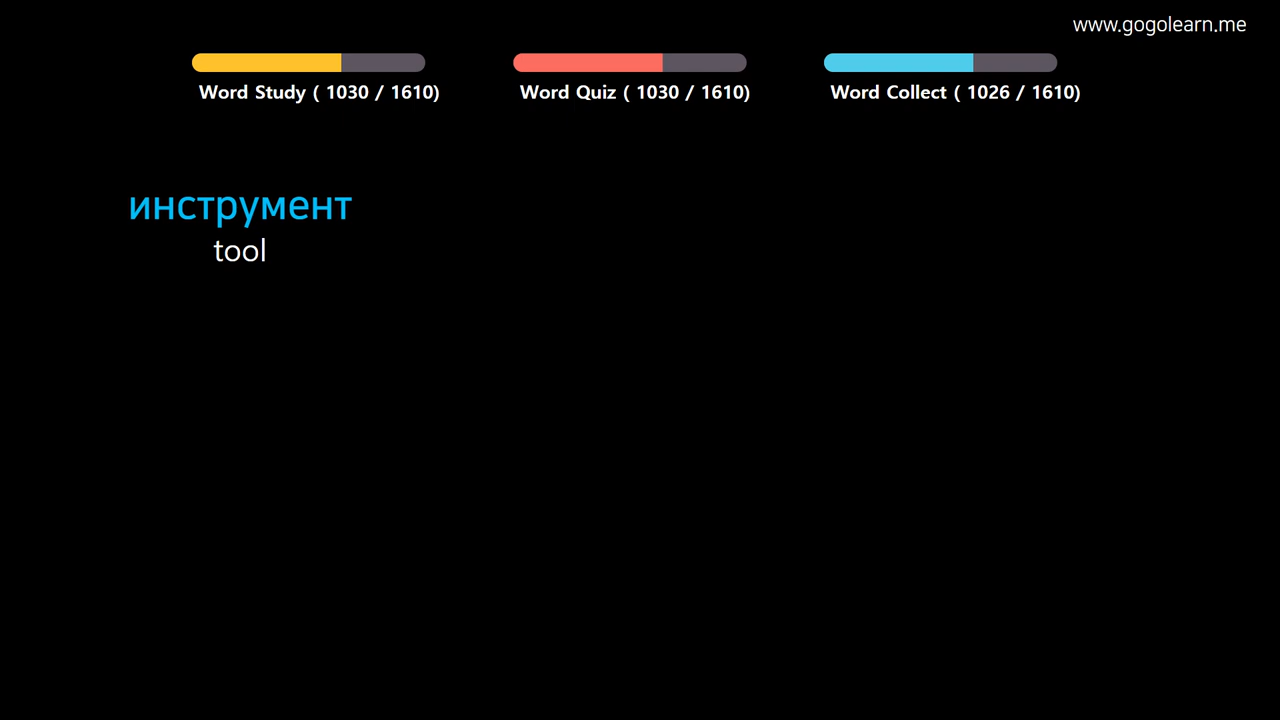 www.gogolearn.me
Word Study ( 1030 / 1610)
Word Quiz ( 1030 / 1610)
Word Collect ( 1026 / 1610)
инструмент
tool